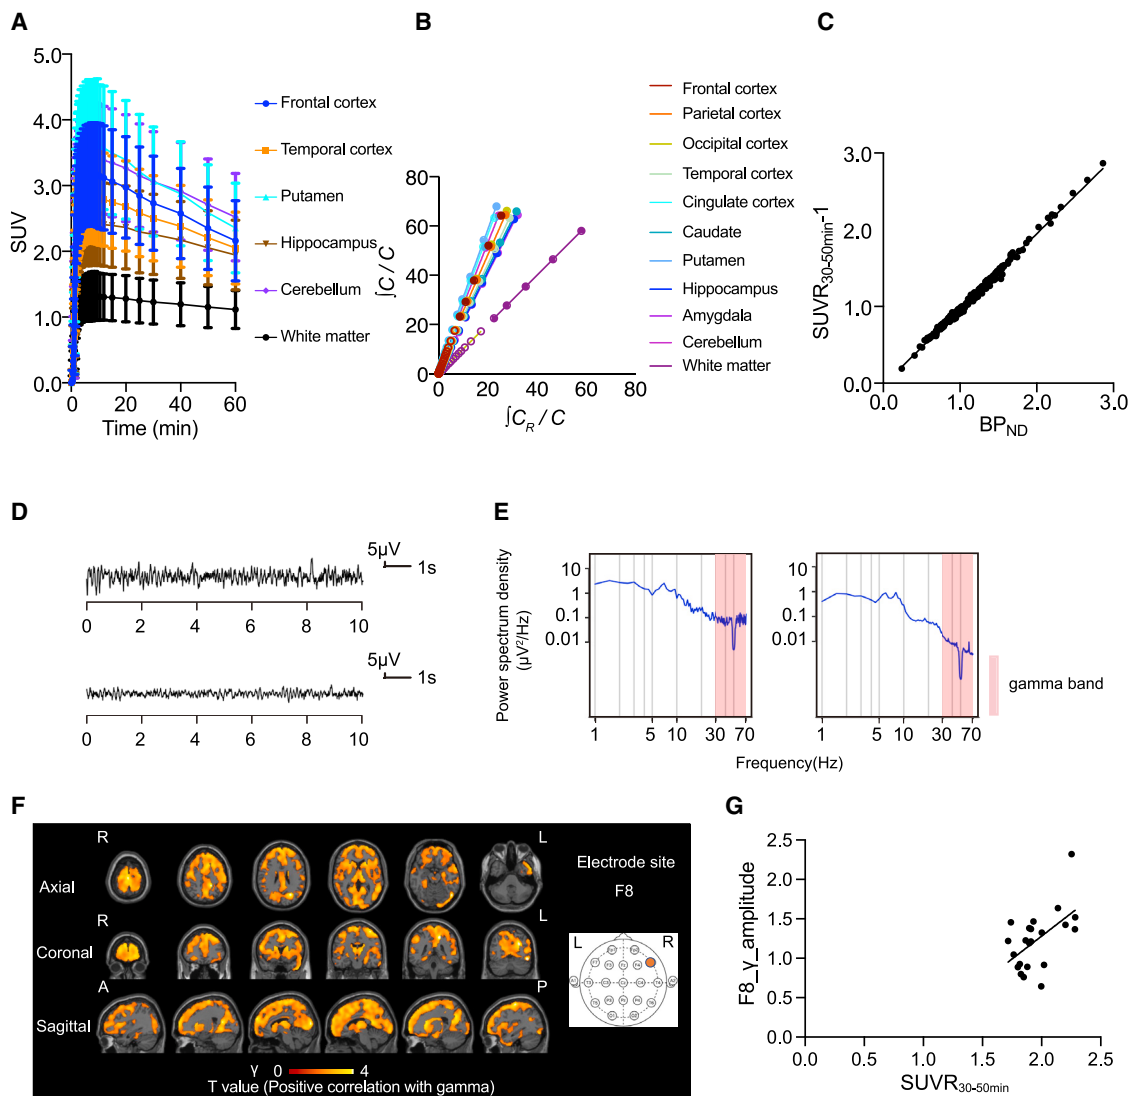 A
5.0
4.0
3.0
2.0
1.0
0.0
SUV
0
20
40
60
Time (min)
Frontal cortex
Temporal cortex
Putamen
Hippocampus
Cerebellum
White matter
B
80
60
40
20
0
∫C / C
0
20
40
60
80
∫C_R / C
Frontal cortex
Parietal cortex
Occipital cortex
Temporal cortex
Cingulate cortex
Caudate
Putamen
Hippocampus
Amygdala
Cerebellum
White matter
C
3.0
2.0
1.0
0.0
SUVR30-50min-1
0.0
1.0
2.0
3.0
BPND
D
5μV
1s
0 2 4 6 8 10
5μV
1s
0 2 4 6 8 10
E
Power spectrum density
(μV²/Hz)
10
1
0.1
0.01
1 5 10 30 70
10
1
0.1
0.01
1 5 10 30 70
Frequency(Hz)
gamma band
F
R
L
Axial
R
L
Coronal
A
P
Sagittal
γ 0 4
T value (Positive correlation with gamma)
Electrode site
F8
L
R
G
2.5
2.0
1.5
1.0
0.5
0.0
F8_γ_amplitude
0.0 0.5 1.0 1.5 2.0 2.5
SUVR30-50min